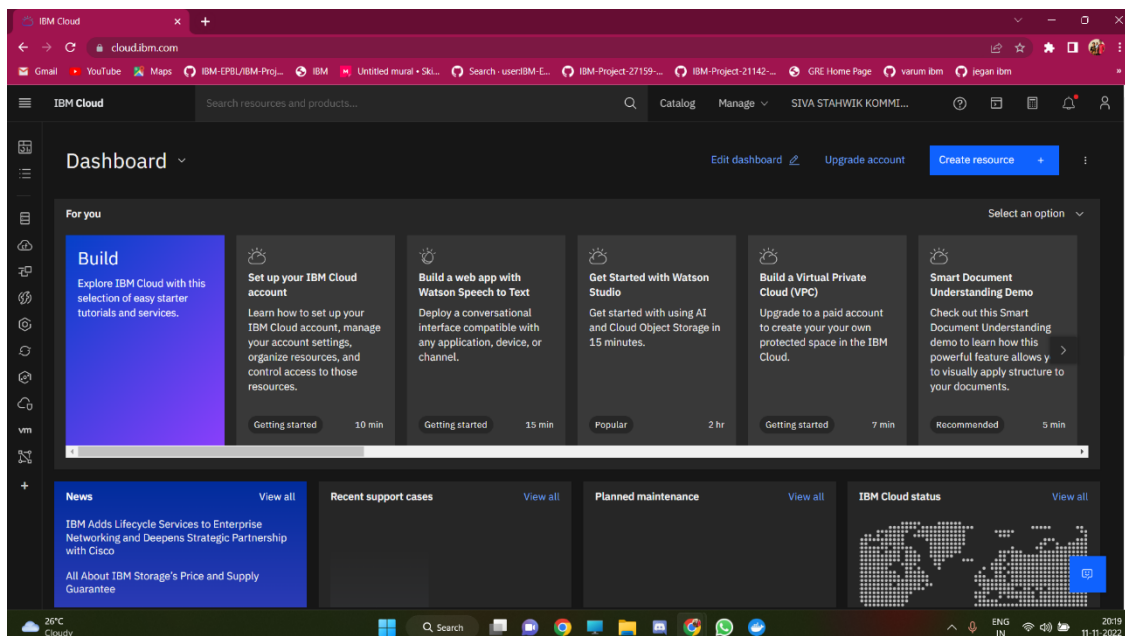 IBM Cloud
cloud.ibm.com
Gmail YouTube Maps IBM-EPBL/IBM-Proj... IBM Untitled mural • Ski... Search · user:IBM-E... IBM-Project-27159-... IBM-Project-21142-... GRE Home Page varum ibm jegan ibm »
IBM Cloud Search resources and products... Catalog Manage SIVA STAHWIK KOMMI...
Dashboard Edit dashboard Upgrade account Create resource +
For you Select an option
Build
Explore IBM Cloud with this
selection of easy starter
tutorials and services.
Set up your IBM Cloud
account
Learn how to set up your
IBM Cloud account, manage
your account settings,
organize resources, and
control access to those
resources.
Getting started 10 min
Build a web app with
Watson Speech to Text
Deploy a conversational
interface compatible with
any application, device, or
channel.
Getting started 15 min
Get Started with Watson
Studio
Get started with using AI
and Cloud Object Storage in
15 minutes.
Popular 2 hr
Build a Virtual Private
Cloud (VPC)
Upgrade to a paid account
to create your your own
protected space in the IBM
Cloud.
Getting started 7 min
Smart Document
Understanding Demo
Check out this Smart
Document Understanding
demo to learn how this
powerful feature allows y
to visually apply structure to
your documents.
Recommended 5 min
vm
News View all
IBM Adds Lifecycle Services to Enterprise
Networking and Deepens Strategic Partnership
with Cisco
All About IBM Storage's Price and Supply
Guarantee
Recent support cases View all
Planned maintenance View all
IBM Cloud status View all
26°C
Cloudy
Search
ENG
IN
20:19
11-11-2022